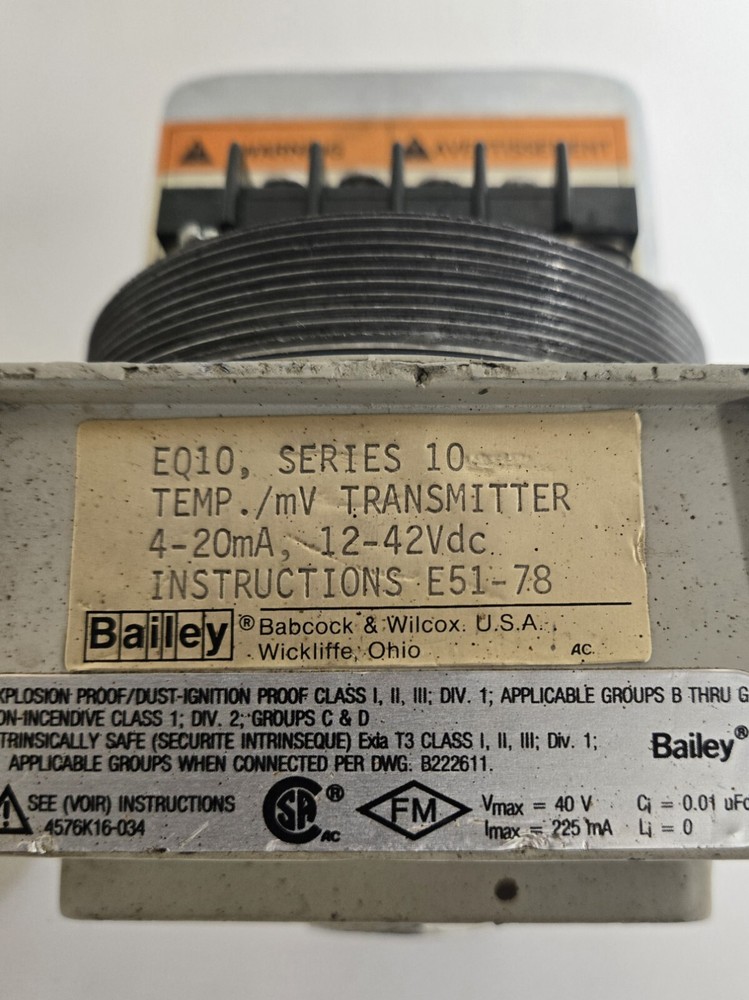 WARNING
AVERTISSEMENT
EQ10, SERIES 10
TEMP./mV TRANSMITTER
4-20mA, 12-42Vdc
INSTRUCTIONS E51-78
Bailey® Babcock & Wilcox. U.S.A.
Wickliffe, Ohio AC
XPLOSION PROOF/DUST-IGNITION PROOF CLASS I, II, III; DIV. 1; APPLICABLE GROUPS B THRU G
ON-INCENDIVE CLASS 1; DIV. 2; GROUPS C & D
TRINSICALLY SAFE (SECURITE INTRINSEQUE) Exia T3 CLASS I, II, III; Div. 1;
APPLICABLE GROUPS WHEN CONNECTED PER DWG. B222611.
Bailey®
SEE (VOIR) INSTRUCTIONS
4576K16-034
SA® AC
FM
Vmax = 40 V Ci = 0.01 uFd
Imax = 225 mA Li = 0